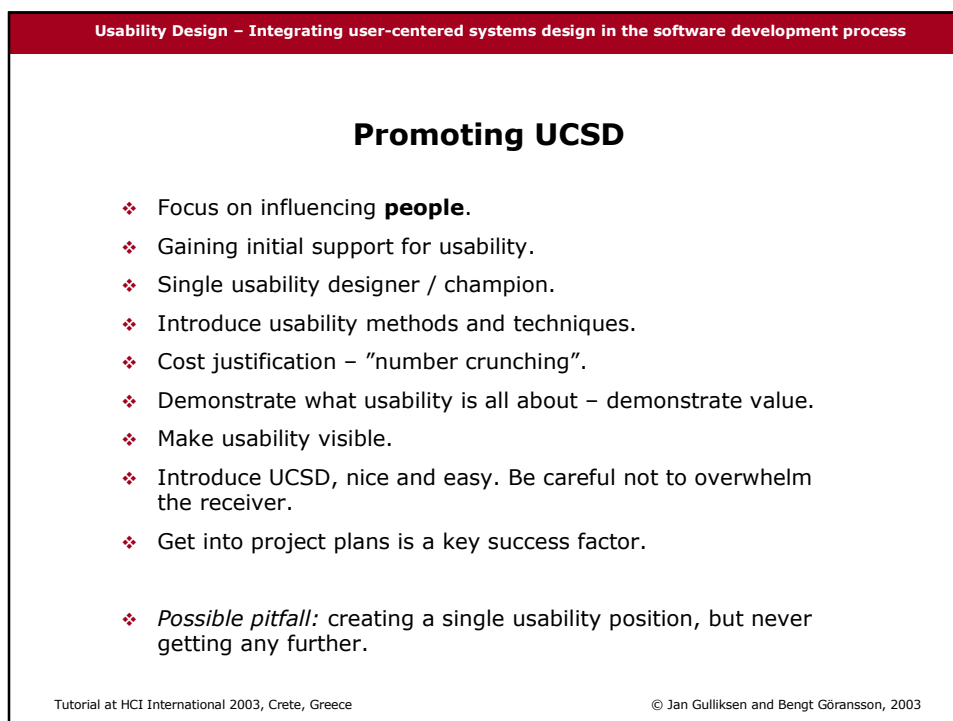 Usability Design – Integrating user-centered systems design in the software development process
Promoting UCSD
❖ Focus on influencing people.
❖ Gaining initial support for usability.
❖ Single usability designer / champion.
❖ Introduce usability methods and techniques.
❖ Cost justification – ”number crunching”.
❖ Demonstrate what usability is all about – demonstrate value.
❖ Make usability visible.
❖ Introduce UCSD, nice and easy. Be careful not to overwhelm
the receiver.
❖ Get into project plans is a key success factor.
❖ Possible pitfall: creating a single usability position, but never
getting any further.
Tutorial at HCI International 2003, Crete, Greece
© Jan Gulliksen and Bengt Göransson, 2003